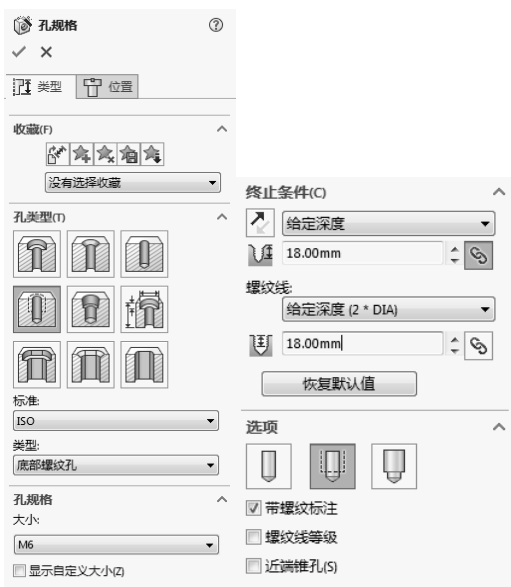 孔规格
类型
位置
收藏(F)
没有选择收藏
孔类型(T)
标准:
ISO
类型:
底部螺纹孔
孔规格
大小:
M6
显示自定义大小(Z)
终止条件(C)
给定深度
18.00mm
螺纹线:
给定深度 (2 * DIA)
18.00mm
恢复默认值
选项
带螺纹标注
螺纹线等级
近端锥孔(S)